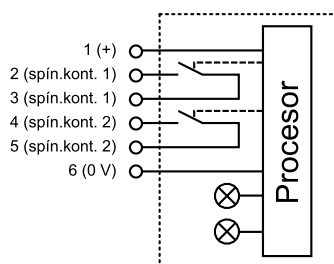 1 (+)
2 (spín.kont. 1)
3 (spín.kont. 1)
4 (spín.kont. 2)
5 (spín.kont. 2)
6 (0 V)
Procesor